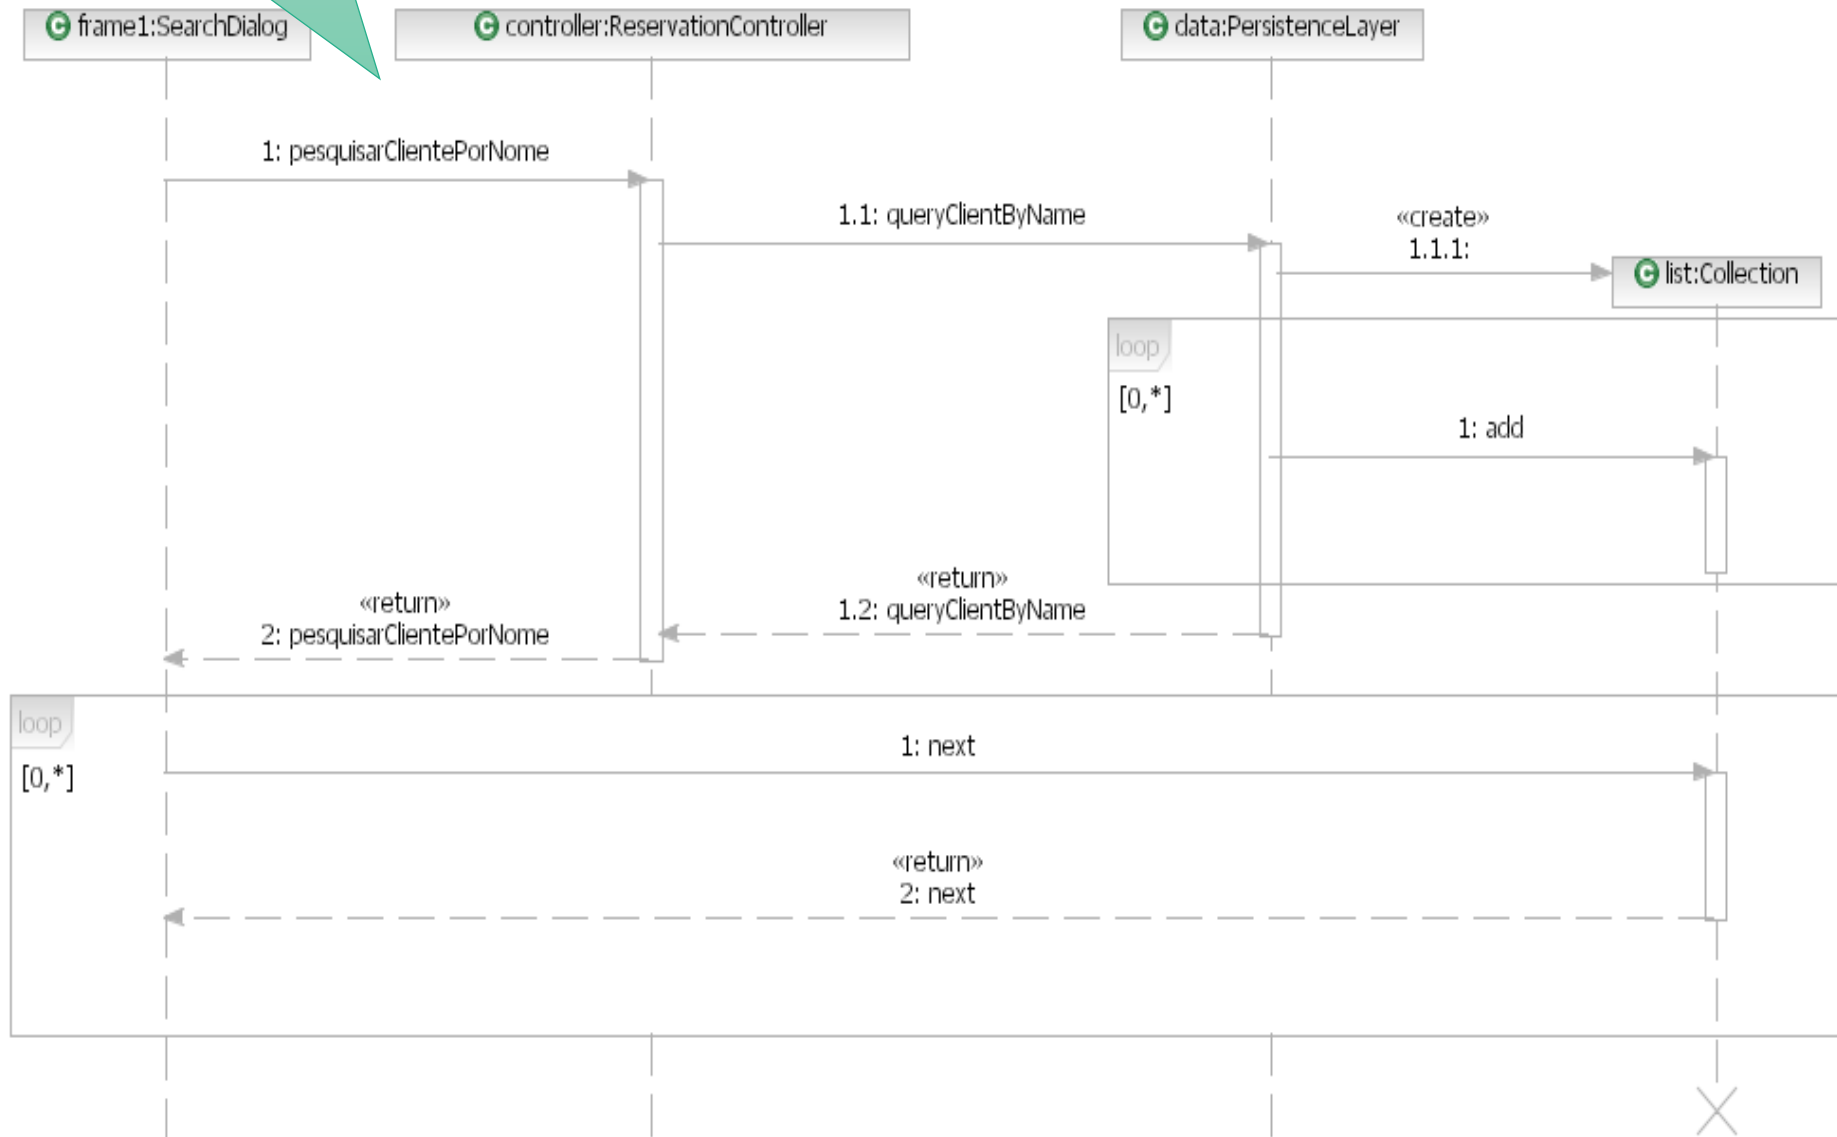 C frame1:SearchDialog
C controller:ReservationController
C data:PersistenceLayer
1: pesquisarClientePorNome
1.1: queryClientByName
«create»
1.1.1:
C list:Collection
loop
[0,*]
1: add
«return»
1.2: queryClientByName
«return»
2: pesquisarClientePorNome
loop
[0,*]
1: next
«return»
2: next